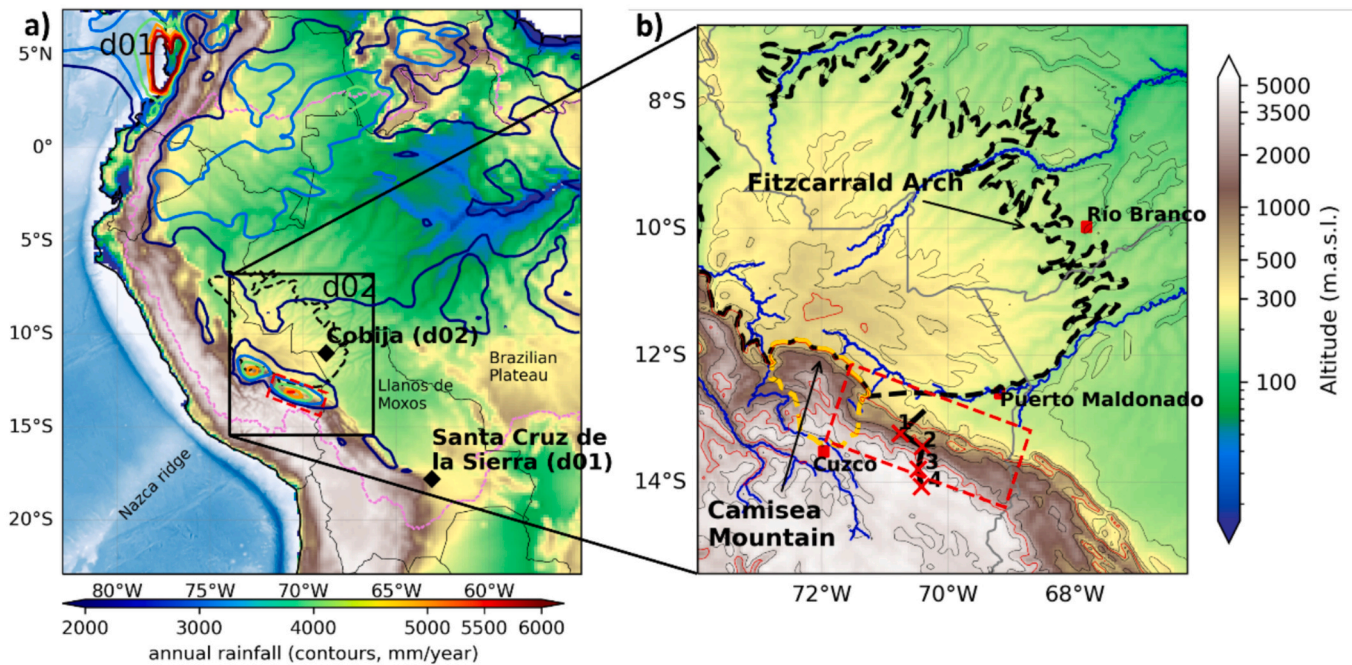 a)
d01
5°N
0°
5°S
10°S
15°S
20°S
d02
Cobija (d02)
Llanos de
Moxos
Brazilian
Plateau
Santa Cruz de
la Sierra (d01)
Nazca ridge
80°W 75°W 70°W 65°W 60°W
2000 3000 4000 5000 5500 6000
annual rainfall (contours, mm/year)
b)
8°S
10°S
12°S
14°S
Fitzcarrald Arch
Río Branco
Puerto Maldonado
1
2
3
4
Cuzco
Camisea
Mountain
72°W 70°W 68°W
5000
3500
2000
1000
500
300
100
Altitude (m.a.s.l.)